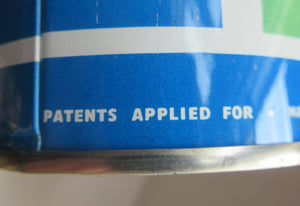 PATENTS APPLIED FOR ·